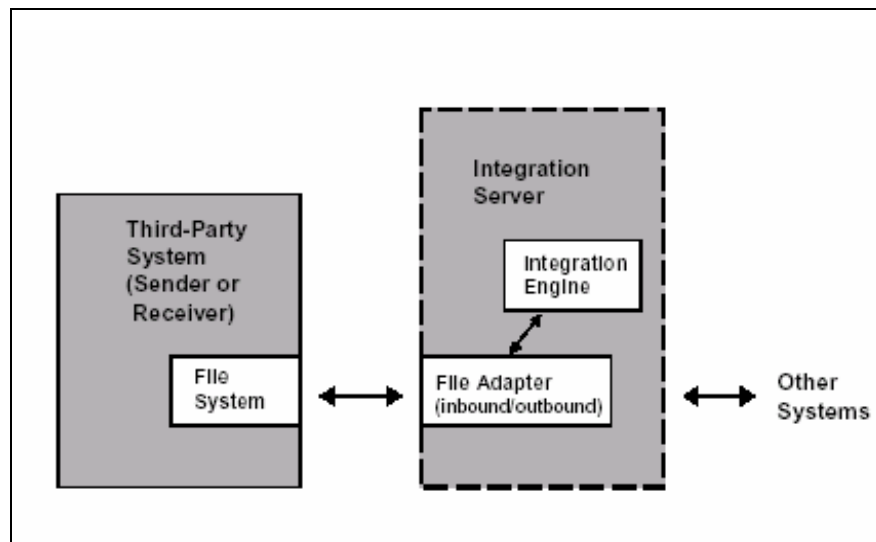 Third-Party
System
(Sender or
Receiver)
File
System
Integration
Server
Integration
Engine
File Adapter
(inbound/outbound)
Other
Systems